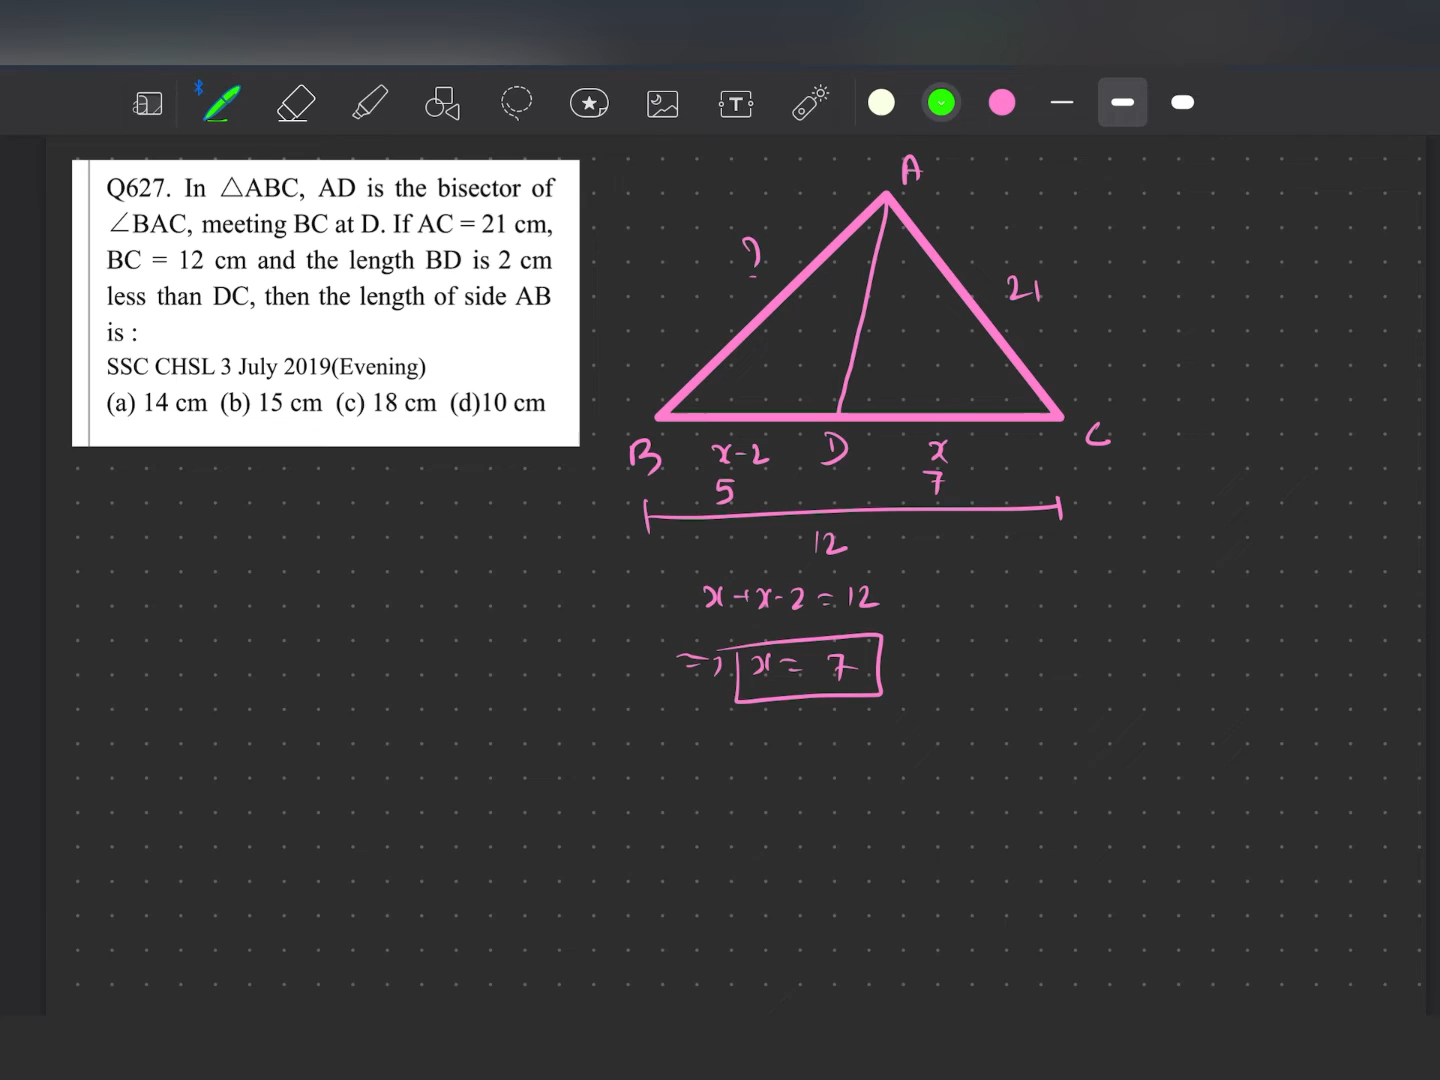 Q627. In △ABC, AD is the bisector of
∠BAC, meeting BC at D. If AC = 21 cm,
BC = 12 cm and the length BD is 2 cm
less than DC, then the length of side AB
is :
SSC CHSL 3 July 2019(Evening)
(a) 14 cm (b) 15 cm (c) 18 cm (d)10 cm
A
?
21
B x-2 D x C
5 7
12
x+x-2=12
=> x = 7
T